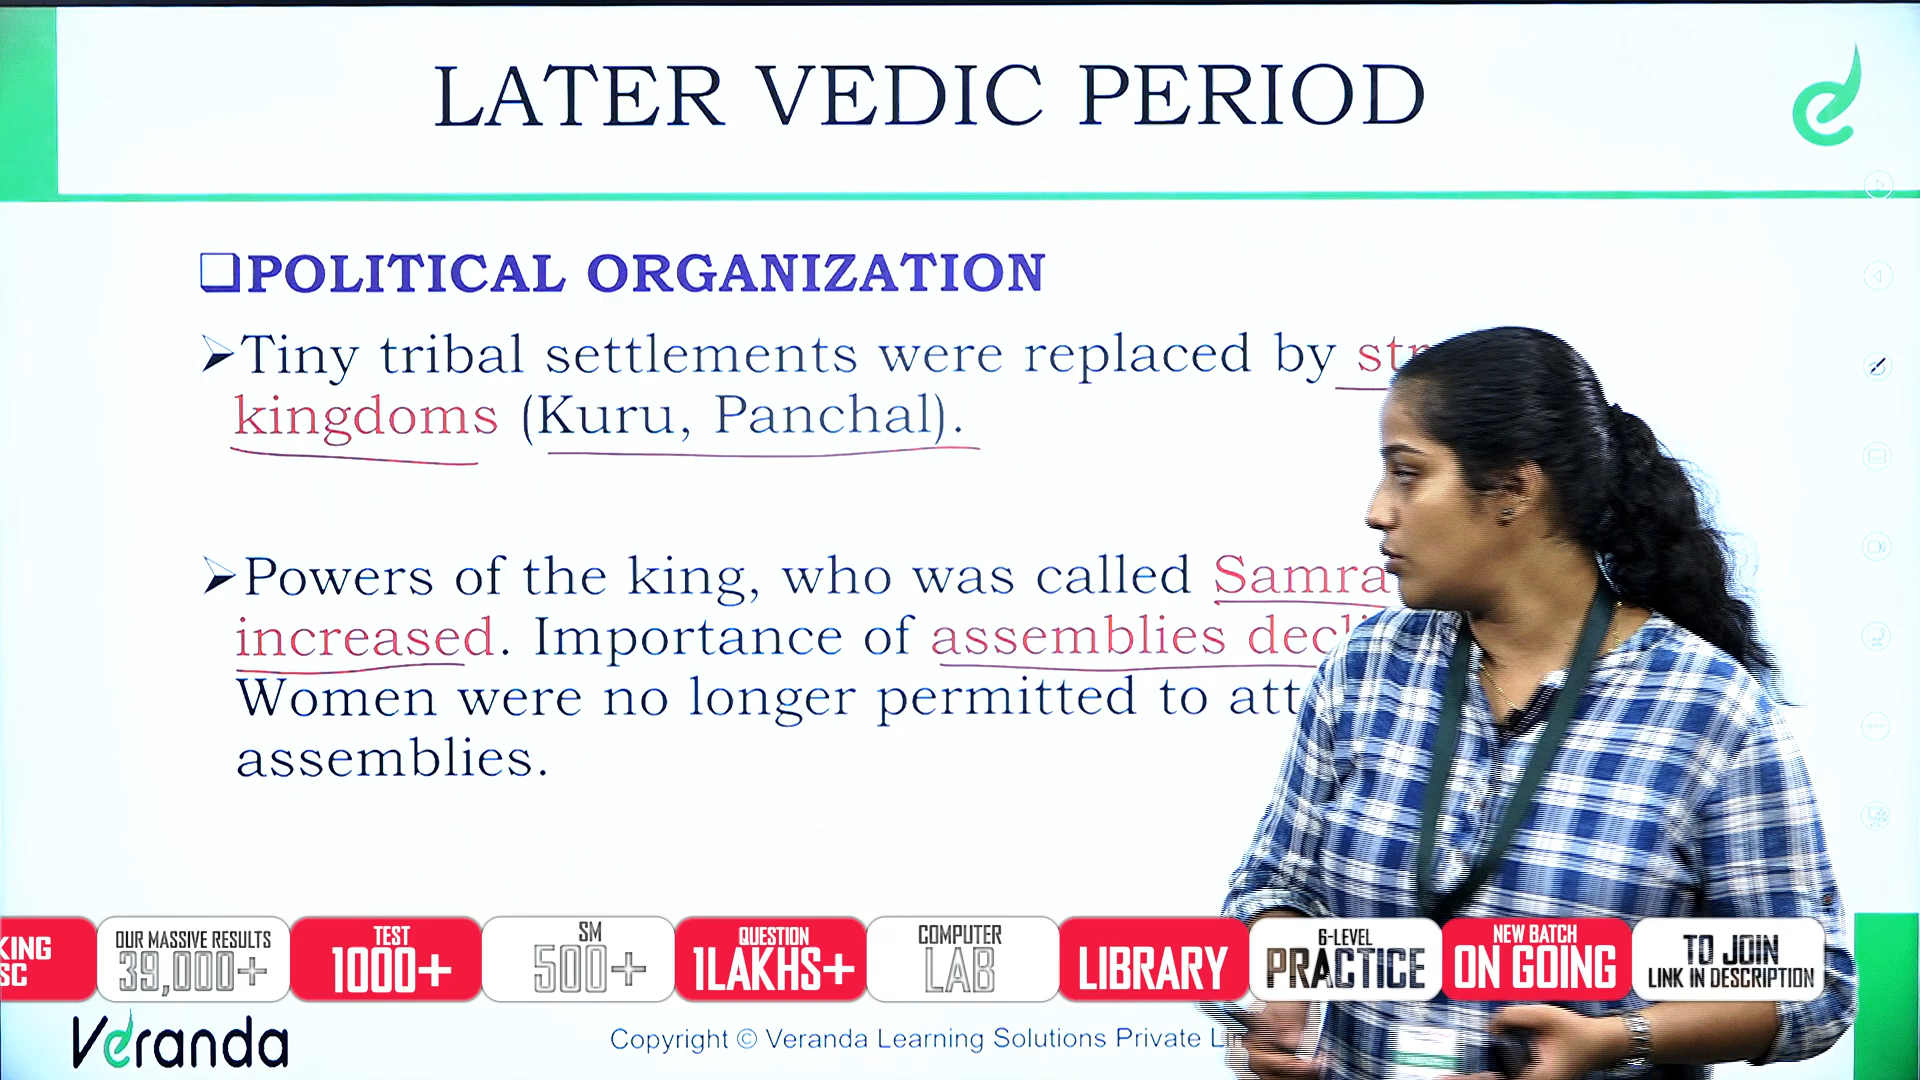 LATER VEDIC PERIOD
❑POLITICAL ORGANIZATION
➢Tiny tribal settlements were replaced by
kingdoms (Kuru, Panchal).
➢Powers of the king, who was called
increased. Importance of assemblies
Women were no longer permitted to
assemblies.
OUR MASSIVE RESULTS
39,000+
TEST
1000+
SM
500+
QUESTION
1LAKHS+
COMPUTER
LAB
LIBRARY
6-LEVEL
PRACTICE
NEW BATCH
ON GOING
TO JOIN
LINK IN DESCRIPTION
Veranda
Copyright © Veranda Learning Solutions Private